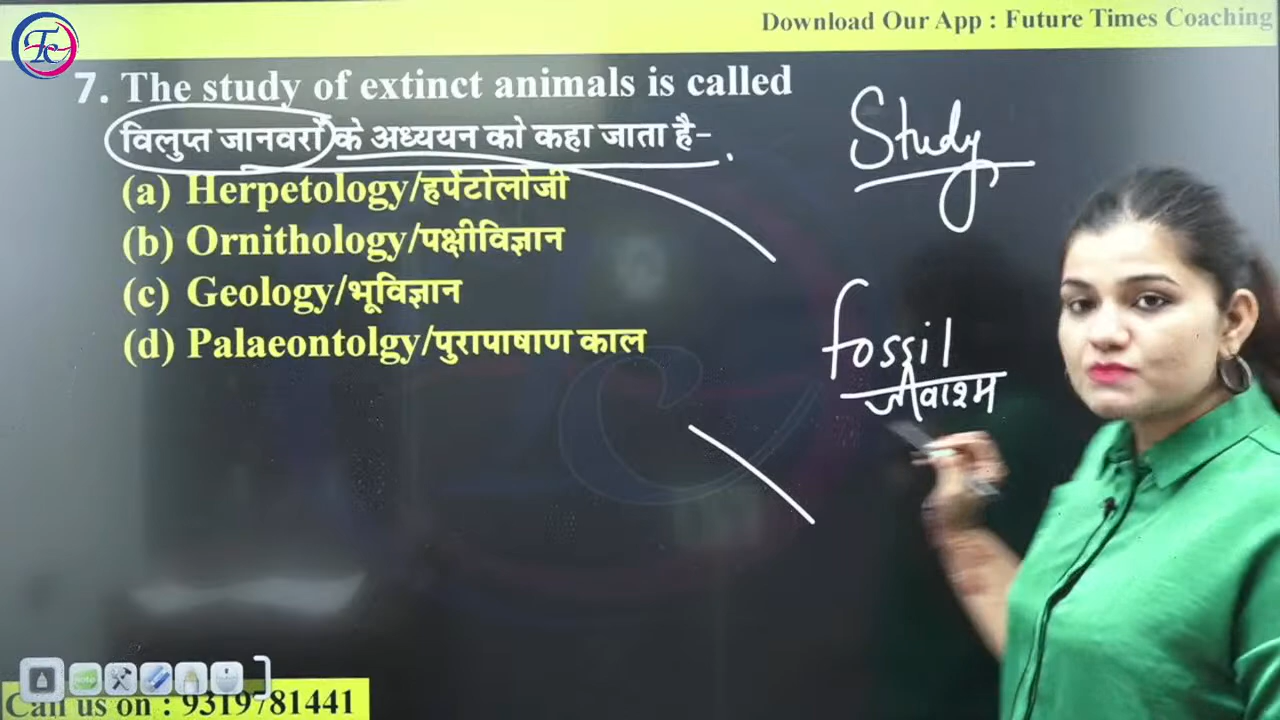 Download Our App : Future Times Coaching
7. The study of extinct animals is called
विलुप्त जानवरों के अध्ययन को कहा जाता है-
(a) Herpetology/हर्पेटोलोजी
(b) Ornithology/पक्षीविज्ञान
(c) Geology/भूविज्ञान
(d) Palaeontolgy/पुरापाषाण काल
Study
fossil
जीवाश्म
Call us on : 9319781441